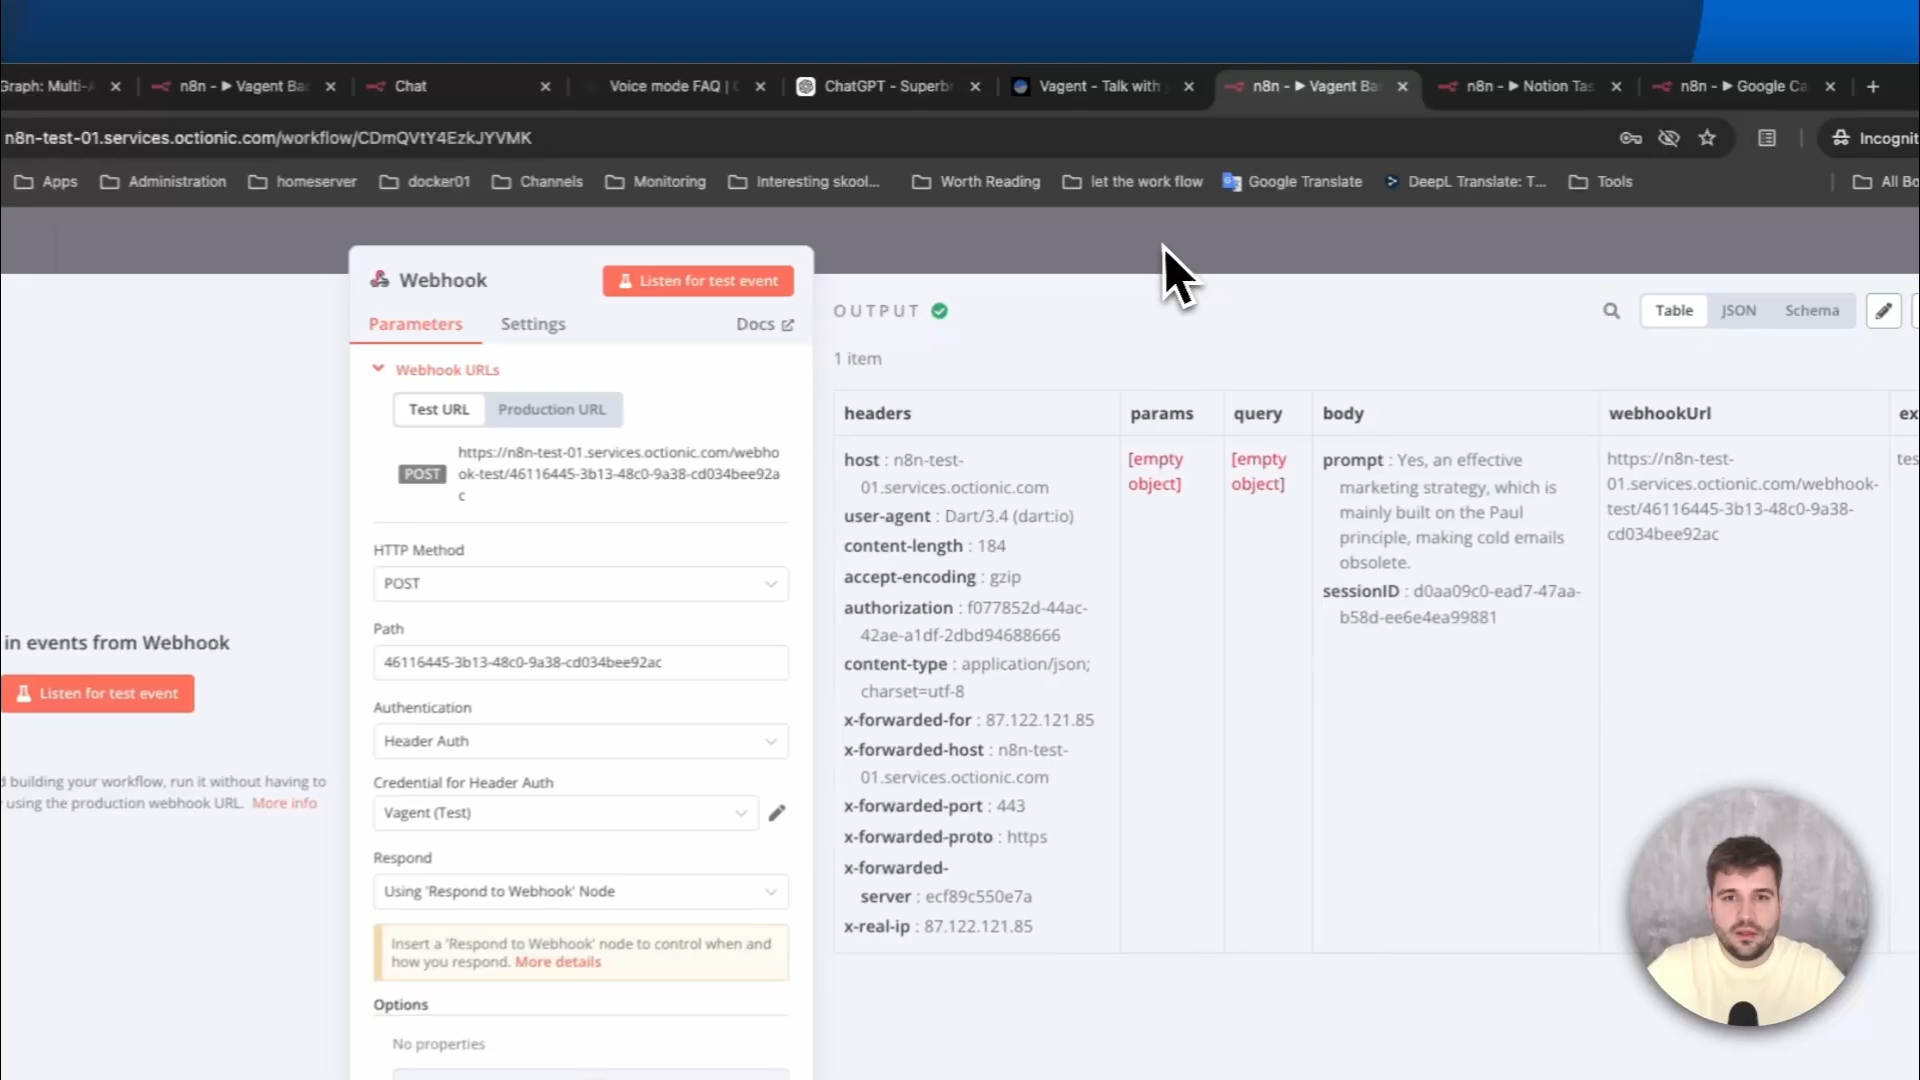 Graph: Multi-A
n8n - ▶ Vagent Bac
Chat
Voice mode FAQ | O
ChatGPT - Superbr
Vagent - Talk with
n8n - ▶ Vagent Bac
n8n - ▶ Notion Tas
n8n - ▶ Google Ca
n8n-test-01.services.octionic.com/workflow/CDmQVtY4EzkJYVMK
Incognit
Apps
Administration
homeserver
docker01
Channels
Monitoring
Interesting skool...
Worth Reading
let the work flow
Google Translate
DeepL Translate: T...
Tools
All Bo
Webhook
Listen for test event
Parameters
Settings
Docs
Webhook URLs
Test URL
Production URL
POST
https://n8n-test-01.services.octionic.com/webho
ok-test/46116445-3b13-48c0-9a38-cd034bee92a
c
HTTP Method
POST
Path
46116445-3b13-48c0-9a38-cd034bee92ac
Authentication
Header Auth
Credential for Header Auth
Vagent (Test)
Respond
Using 'Respond to Webhook' Node
Insert a 'Respond to Webhook' node to control when and
how you respond. More details
Options
No properties
in events from Webhook
Listen for test event
d building your workflow, run it without having to
using the production webhook URL. More info
OUTPUT
Table
JSON
Schema
1 item
headers
params
query
body
webhookUrl
ex
host : n8n-test-
01.services.octionic.com
user-agent : Dart/3.4 (dart:io)
content-length : 184
accept-encoding : gzip
authorization : f077852d-44ac-
42ae-a1df-2dbd94688666
content-type : application/json;
charset=utf-8
x-forwarded-for : 87.122.121.85
x-forwarded-host : n8n-test-
01.services.octionic.com
x-forwarded-port : 443
x-forwarded-proto : https
x-forwarded-
server : ecf89c550e7a
x-real-ip : 87.122.121.85
[empty
object]
[empty
object]
prompt : Yes, an effective
marketing strategy, which is
mainly built on the Paul
principle, making cold emails
obsolete.
sessionID : d0aa09c0-ead7-47aa-
b58d-ee6e4ea99881
https://n8n-test-
01.services.octionic.com/webhook-
test/46116445-3b13-48c0-9a38-
cd034bee92ac
tes